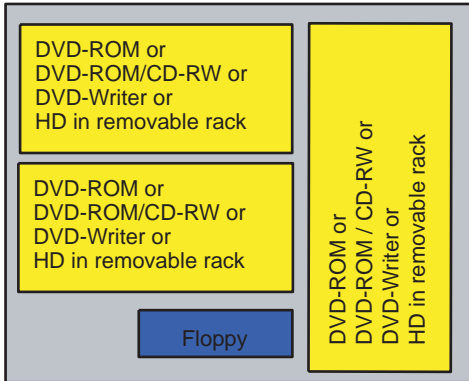 DVD-ROM or
DVD-ROM/CD-RW or
DVD-Writer or
HD in removable rack
DVD-ROM or
DVD-ROM/CD-RW or
DVD-Writer or
HD in removable rack
Floppy
DVD-ROM or
DVD-ROM / CD-RW or
DVD-Writer or
HD in removable rack